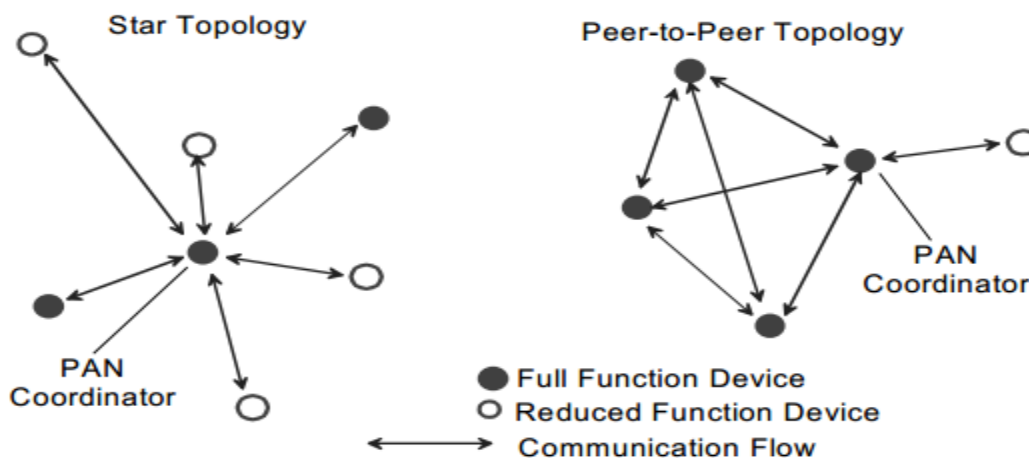 Star Topology
Peer-to-Peer Topology
PAN
Coordinator
PAN
Coordinator
Full Function Device
Reduced Function Device
Communication Flow